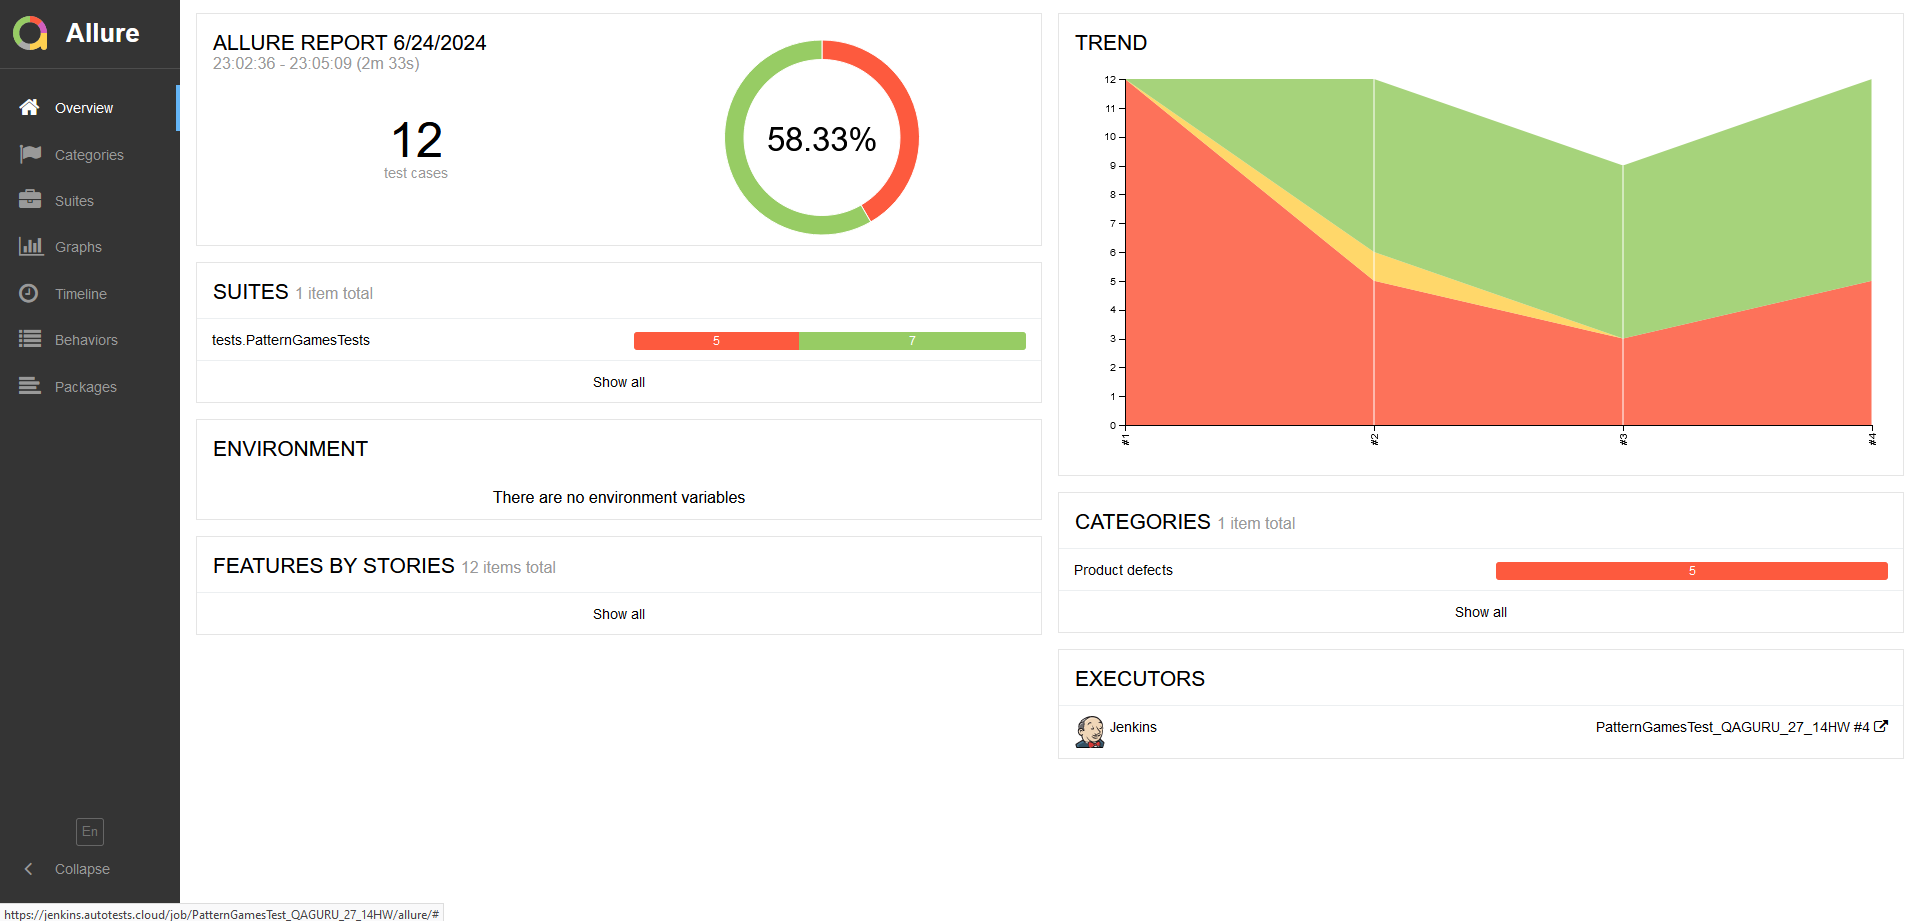 Allure
Overview
Categories
Suites
Graphs
Timeline
Behaviors
Packages
En
Collapse
ALLURE REPORT 6/24/2024
23:02:36 - 23:05:09 (2m 33s)
12
test cases
58.33%
SUITES 1 item total
tests.PatternGamesTests 5 7
Show all
ENVIRONMENT
There are no environment variables
FEATURES BY STORIES 12 items total
Show all
TREND
12
11
10
9
8
7
6
5
4
3
2
1
0
#1 #2 #3 #4
CATEGORIES 1 item total
Product defects 5
Show all
EXECUTORS
Jenkins PatternGamesTest_QAGURU_27_14HW #4
https://jenkins.autotests.cloud/job/PatternGamesTest_QAGURU_27_14HW/allure/#